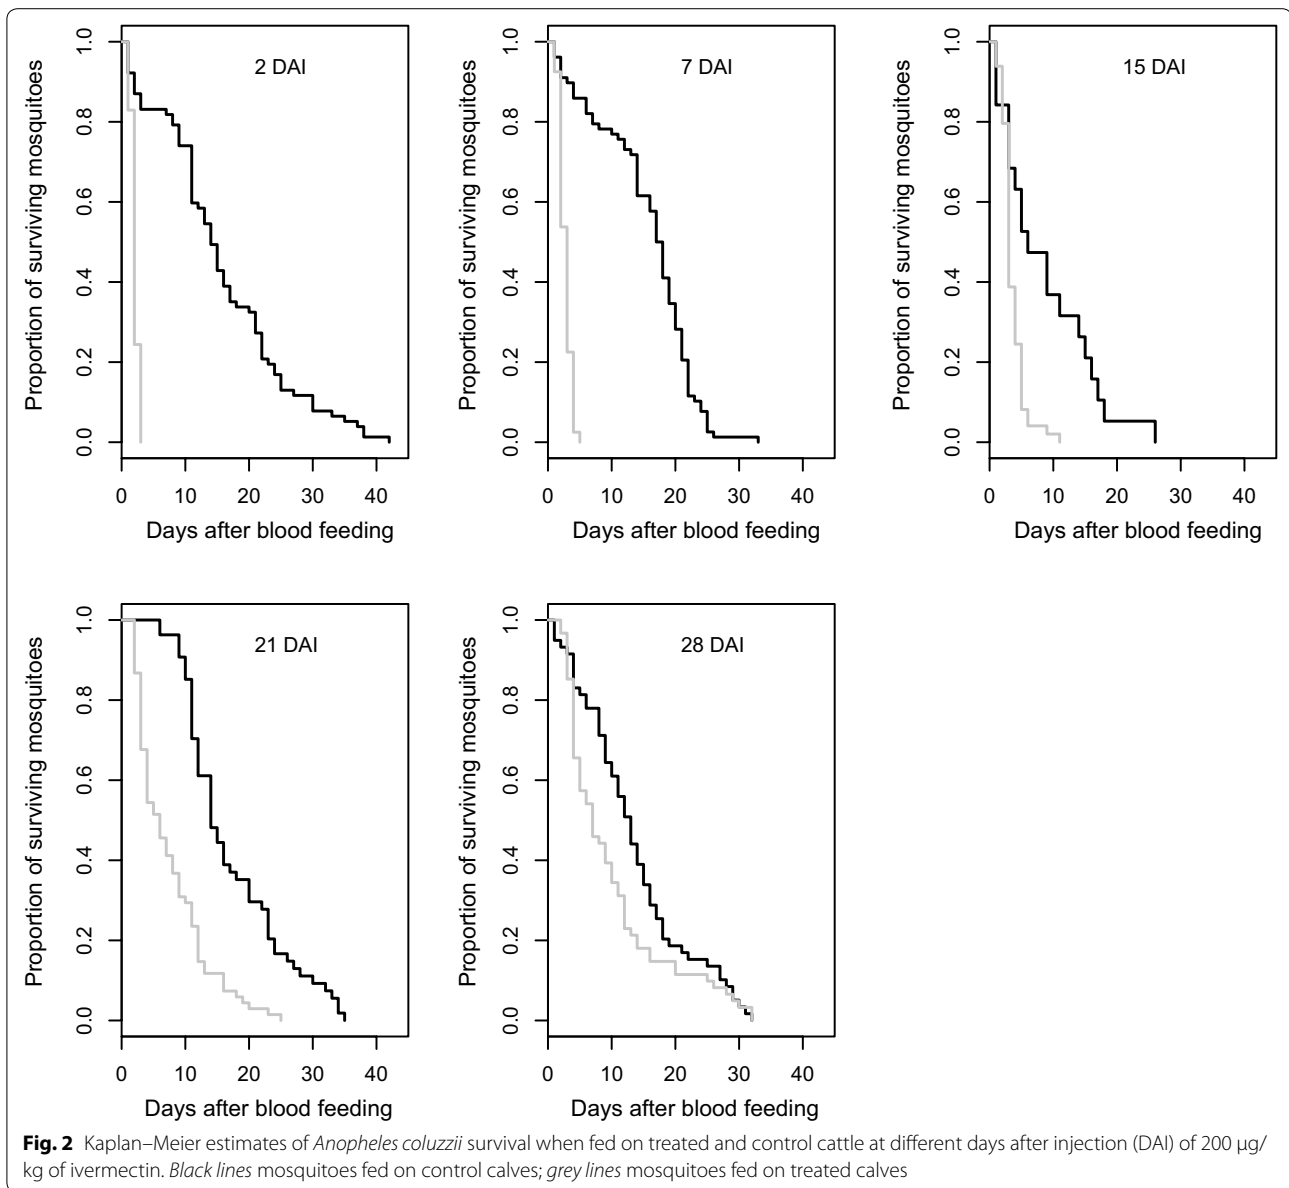 2 DAI
Proportion of surviving mosquitoes
1.0
0.8
0.6
0.4
0.2
0.0
0 10 20 30 40
Days after blood feeding
7 DAI
Proportion of surviving mosquitoes
1.0
0.8
0.6
0.4
0.2
0.0
0 10 20 30 40
Days after blood feeding
15 DAI
Proportion of surviving mosquitoes
1.0
0.8
0.6
0.4
0.2
0.0
0 10 20 30 40
Days after blood feeding
21 DAI
Proportion of surviving mosquitoes
1.0
0.8
0.6
0.4
0.2
0.0
0 10 20 30 40
Days after blood feeding
28 DAI
Proportion of surviving mosquitoes
1.0
0.8
0.6
0.4
0.2
0.0
0 10 20 30 40
Days after blood feeding
Fig. 2 Kaplan–Meier estimates of Anopheles coluzzii survival when fed on treated and control cattle at different days after injection (DAI) of 200 µg/
kg of ivermectin. Black lines mosquitoes fed on control calves; grey lines mosquitoes fed on treated calves